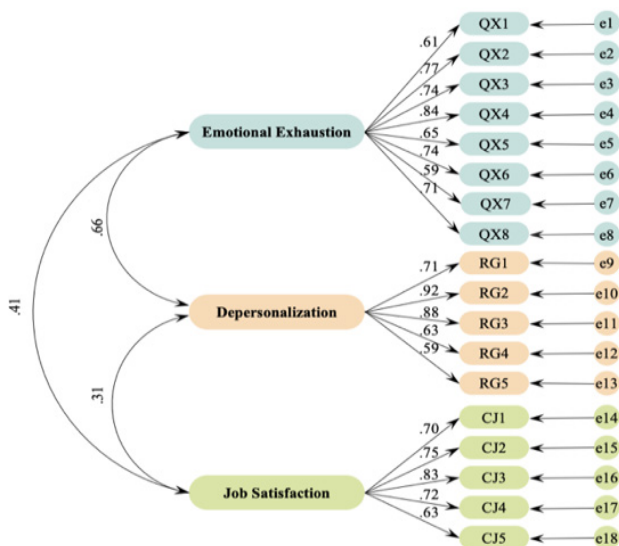 QX1 e1
.61
QX2 e2
.77
QX3 e3
.74
QX4 e4
.84
Emotional Exhaustion
.65
QX5 e5
.74
QX6 e6
.59
QX7 e7
.71
QX8 e8
.66
.41
.71
RG1 e9
.92
RG2 e10
Depersonalization
.88
RG3 e11
.63
RG4 e12
.59
RG5 e13
.31
.70
CJ1 e14
.75
CJ2 e15
Job Satisfaction
.83
CJ3 e16
.72
CJ4 e17
.63
CJ5 e18